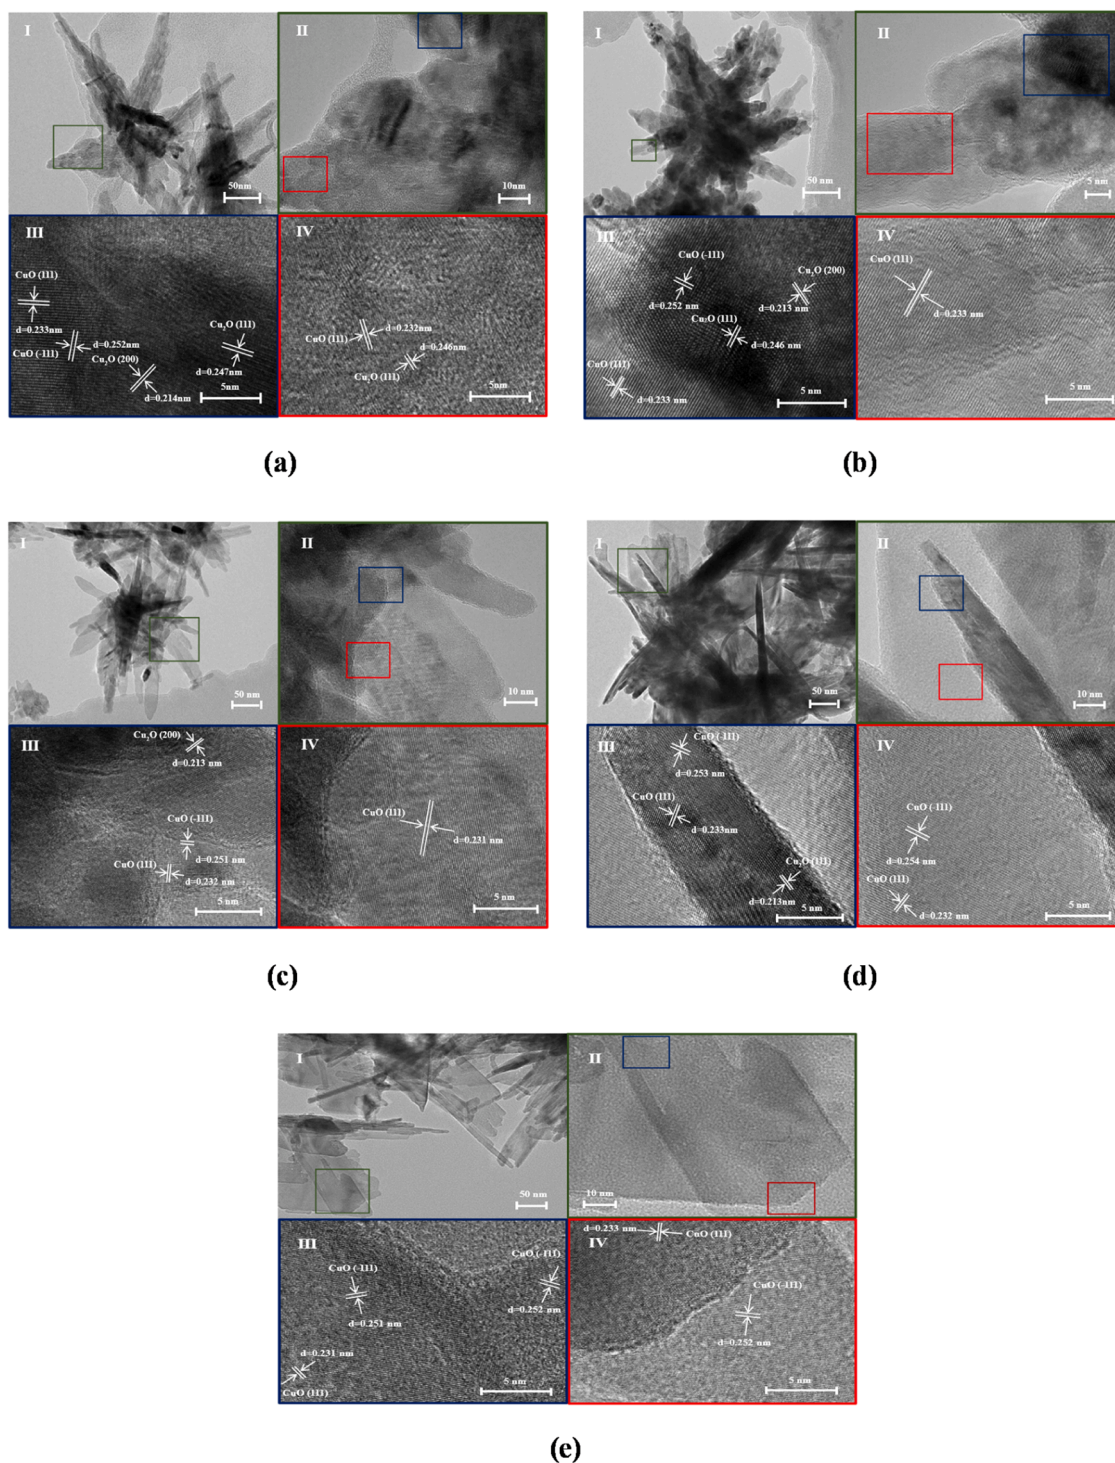 I
50nm
II
10nm
III
CuO (111)
d=0.233nm
CuO (-111)
d=0.252nm
Cu₂O (200)
d=0.214nm
Cu₂O (111)
d=0.247nm
5nm
IV
CuO (111)
d=0.232nm
d=0.246nm
Cu₂O (111)
5nm
(a)
I
50 nm
II
5 nm
III
CuO (-111)
d=0.252 nm
Cu₂O (200)
d=0.213 nm
Cu₂O (111)
d=0.246 nm
CuO (111)
d=0.233 nm
5 nm
IV
CuO (111)
d=0.233 nm
5 nm
(b)
I
50 nm
II
10 nm
III
Cu₂O (200)
d=0.213 nm
CuO (-111)
d=0.251 nm
CuO (111)
d=0.232 nm
5 nm
IV
CuO (111)
d=0.231 nm
5 nm
(c)
I
50 nm
II
10 nm
III
CuO (-111)
d=0.253 nm
CuO (111)
d=0.233nm
Cu₂O (111)
d=0.213nm
5 nm
IV
CuO (-111)
d=0.254 nm
CuO (111)
d=0.232 nm
5 nm
(d)
I
50 nm
II
10 nm
III
CuO (-111)
d=0.251 nm
CuO (-111)
d=0.252 nm
d=0.231 nm
CuO (111)
5 nm
d=0.233 nm
CuO (111)
IV
CuO (-111)
d=0.252 nm
5 nm
(e)